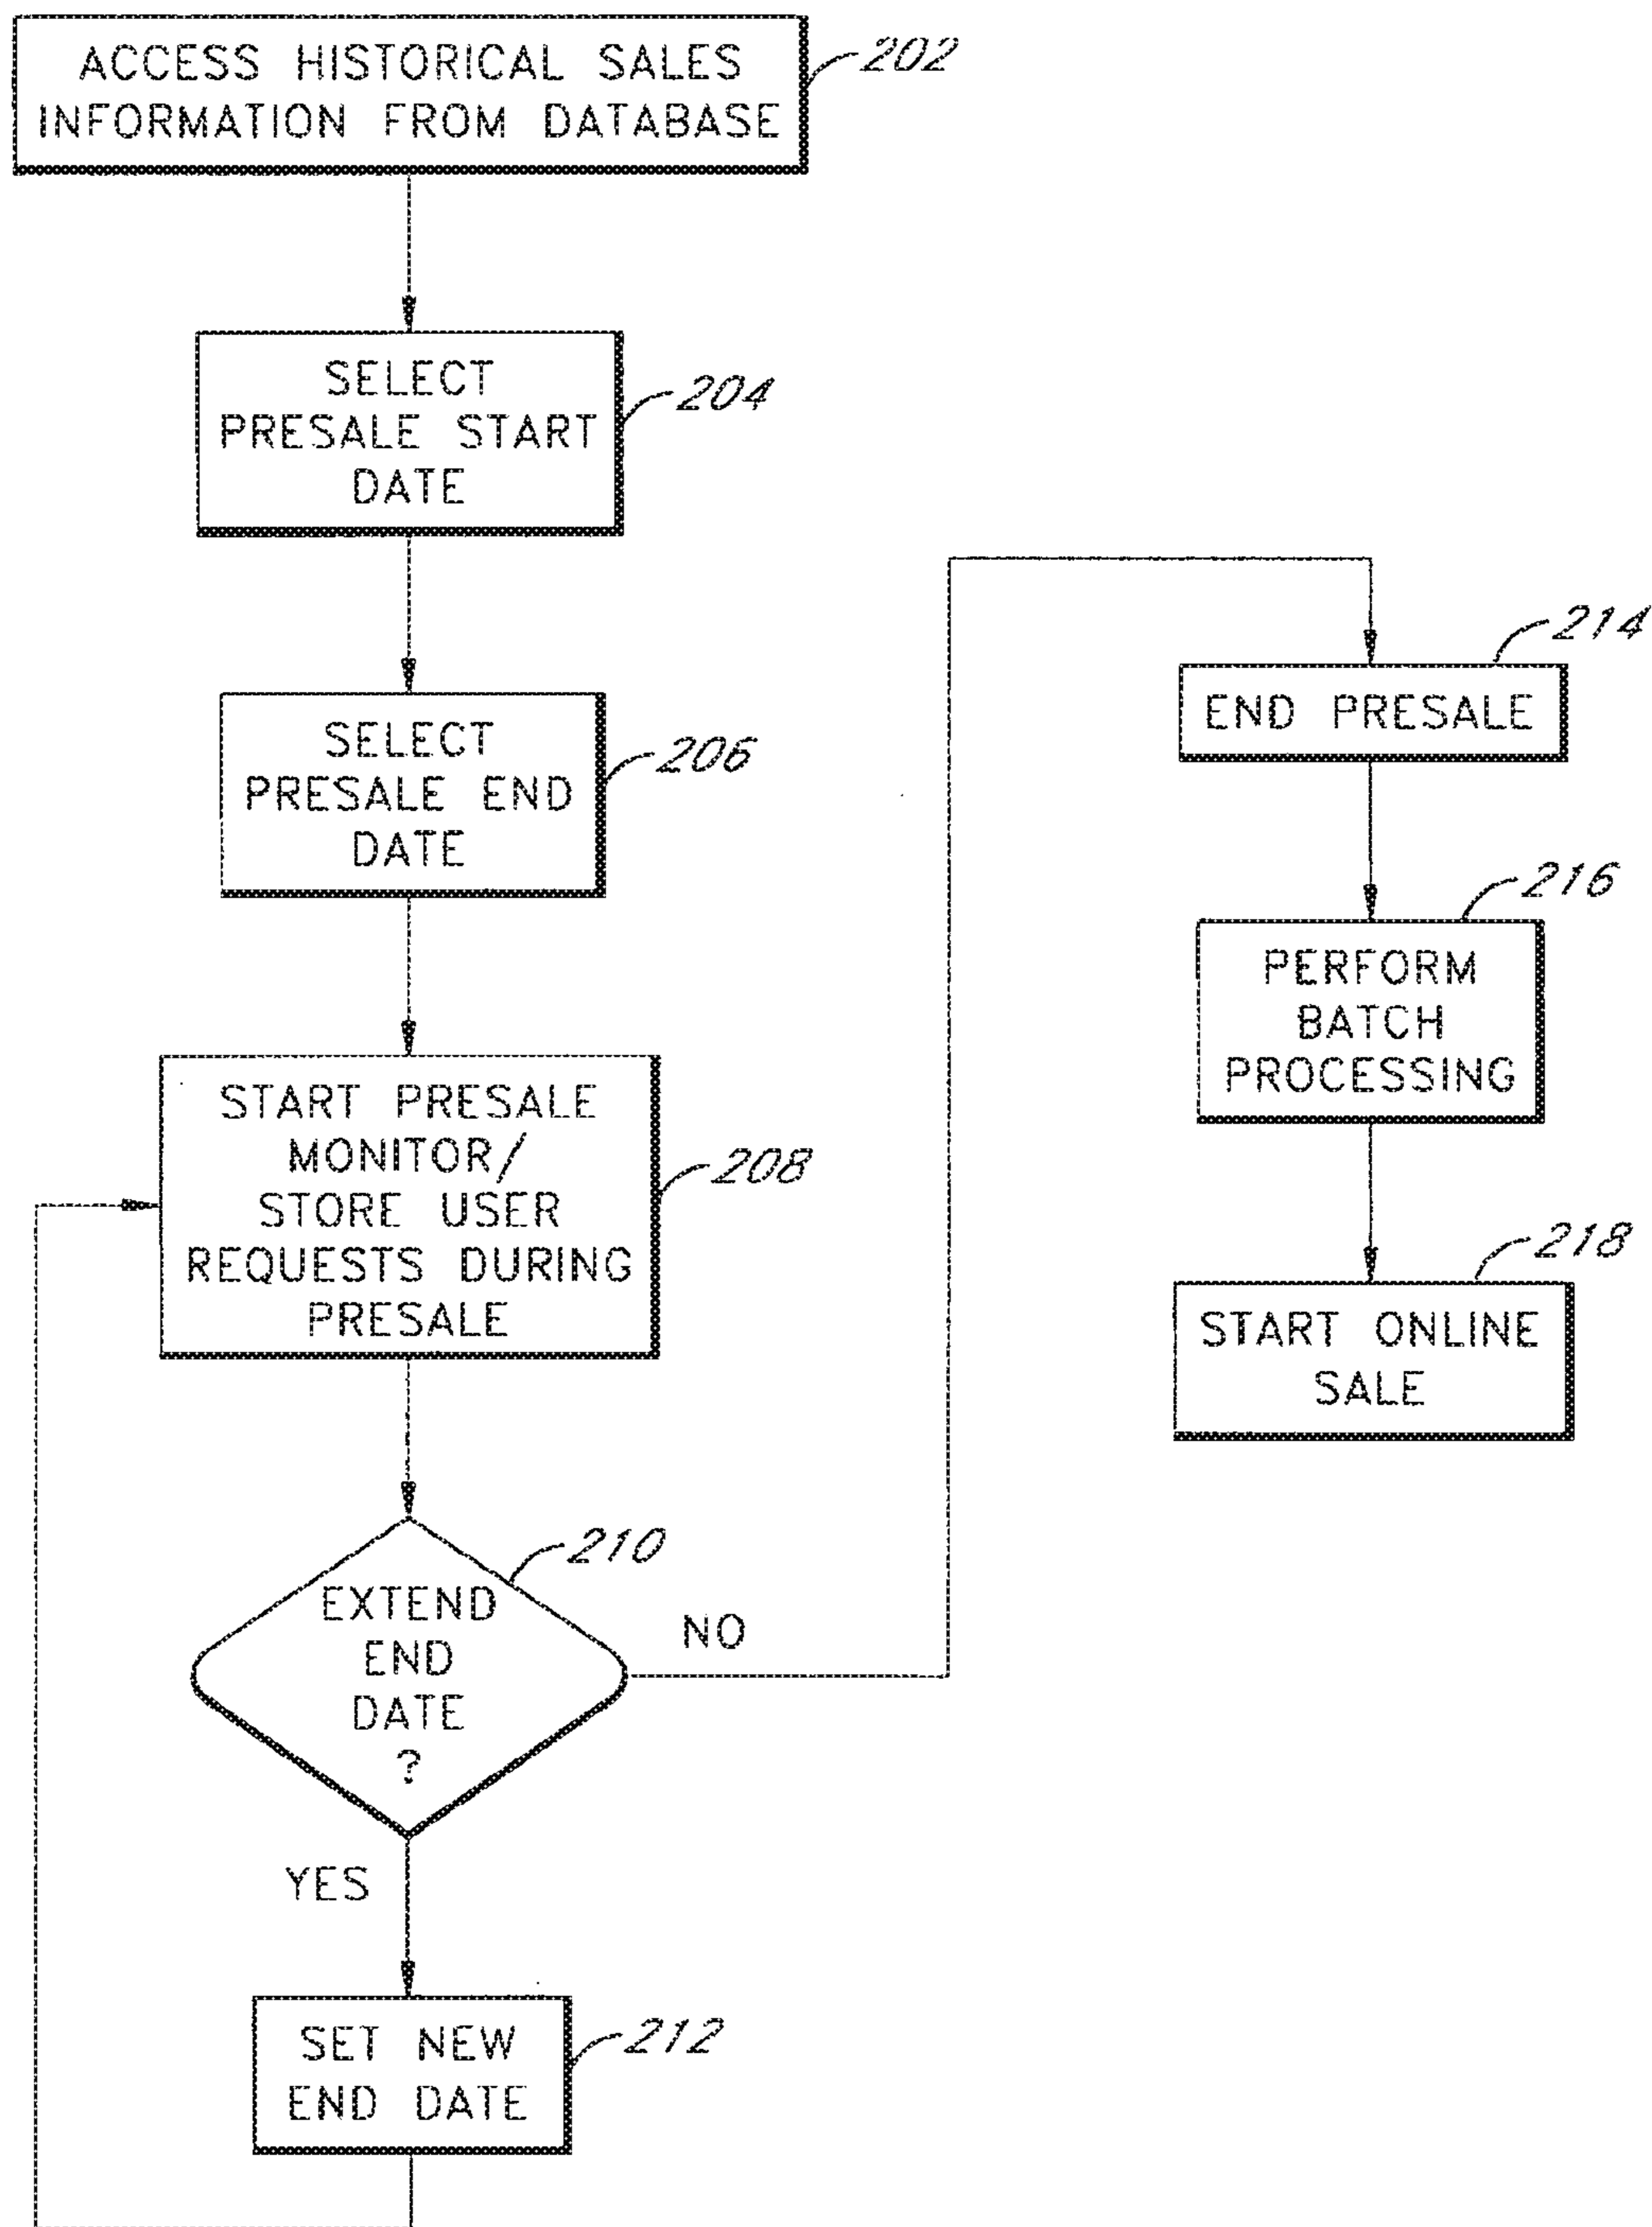 ACCESS HISTORICAL SALES
INFORMATION FROM DATABASE
202
SELECT
PRESALE START
DATE
204
SELECT
PRESALE END
DATE
206
START PRESALE
MONITOR/
STORE USER
REQUESTS DURING
PRESALE
208
EXTEND
END
DATE
?
210
NO
YES
SET NEW
END DATE
212
END PRESALE
214
PERFORM
BATCH
PROCESSING
216
START ONLINE
SALE
218